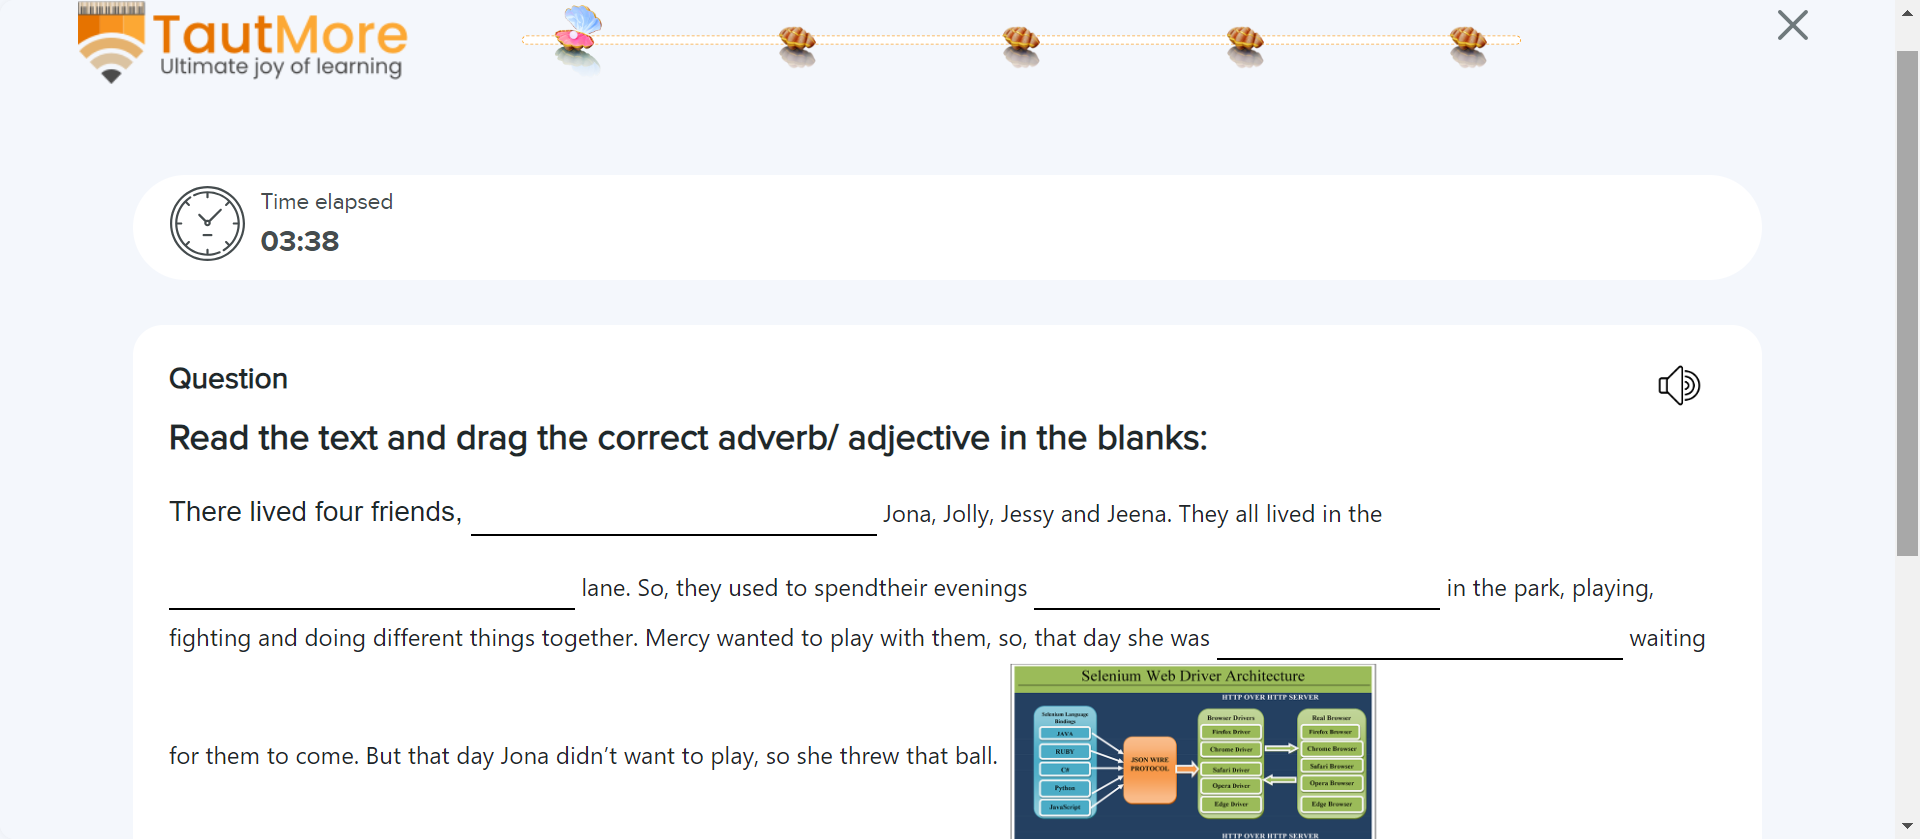 TautMore
Ultimate joy of learning
Time elapsed
03:38
Question
Read the text and drag the correct adverb/ adjective in the blanks:
There lived four friends, Jona, Jolly, Jessy and Jeena. They all lived in the
lane. So, they used to spendtheir evenings in the park, playing,
fighting and doing different things together. Mercy wanted to play with them, so, that day she was waiting
for them to come. But that day Jona didn’t want to play, so she threw that ball.
Selenium Web Driver Architecture
HTTP OVER HTTP SERVER
Selenium Language
Bindings
JAVA
RUBY
C#
Python
JavaScript
JSON WIRE
PROTOCOL
Browser Drivers
Firefox Driver
Chrome Driver
Safari Driver
Opera Driver
Edge Driver
Real Browser
Firefox Browser
Chrome Browser
Safari Browser
Opera Browser
Edge Browser
HTTP OVER HTTP SERVER